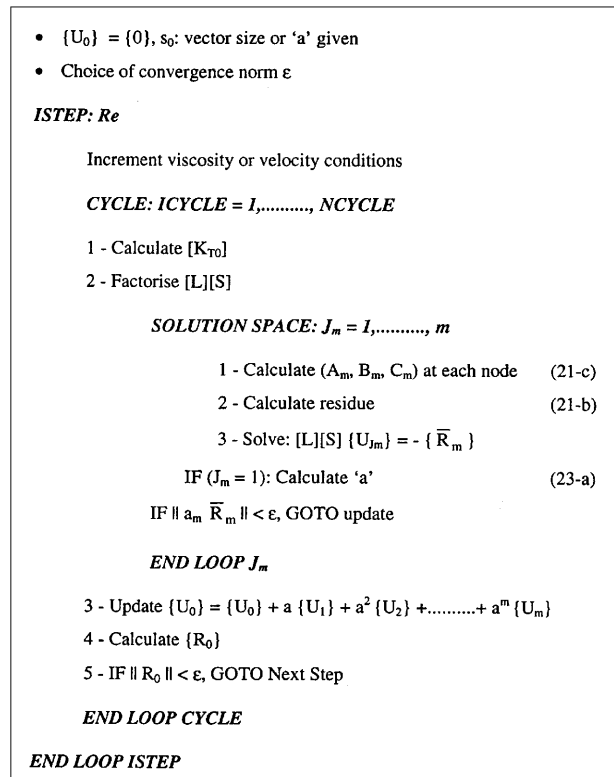 • {U₀} = {0}, s₀: vector size or 'a' given
• Choice of convergence norm ε
ISTEP: Re
Increment viscosity or velocity conditions
CYCLE: ICYCLE = 1,.........., NCYCLE
1 - Calculate [K_T0]
2 - Factorise [L][S]
SOLUTION SPACE: J_m = 1,.........., m
1 - Calculate (A_m, B_m, C_m) at each node (21-c)
2 - Calculate residue (21-b)
3 - Solve: [L][S] {U_Jm} = - { R̅_m }
IF (J_m = 1): Calculate 'a' (23-a)
IF || a_m R̅_m || < ε, GOTO update
END LOOP J_m
3 - Update {U₀} = {U₀} + a {U₁} + a² {U₂} +..........+ a^m {U_m}
4 - Calculate {R₀}
5 - IF || R₀ || < ε, GOTO Next Step
END LOOP CYCLE
END LOOP ISTEP